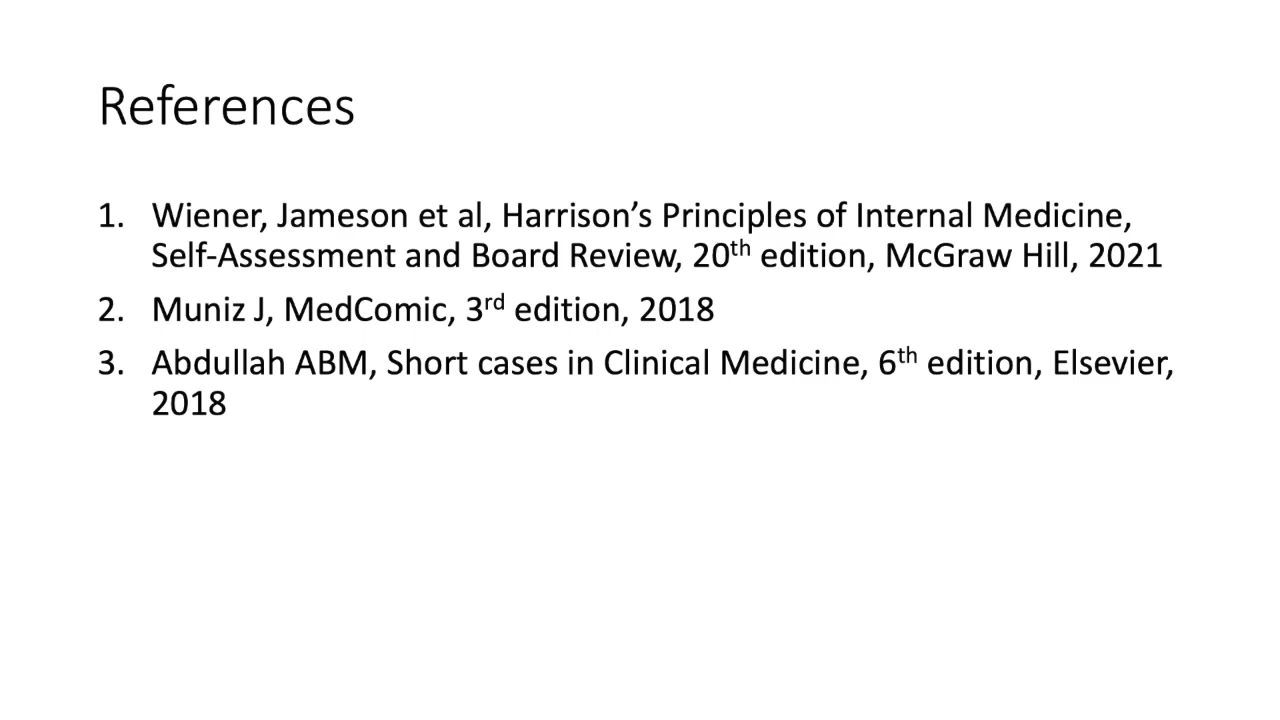 References
1. Wiener, Jameson et al, Harrison’s Principles of Internal Medicine,
Self-Assessment and Board Review, 20th edition, McGraw Hill, 2021
2. Muniz J, MedComic, 3rd edition, 2018
3. Abdullah ABM, Short cases in Clinical Medicine, 6th edition, Elsevier,
2018